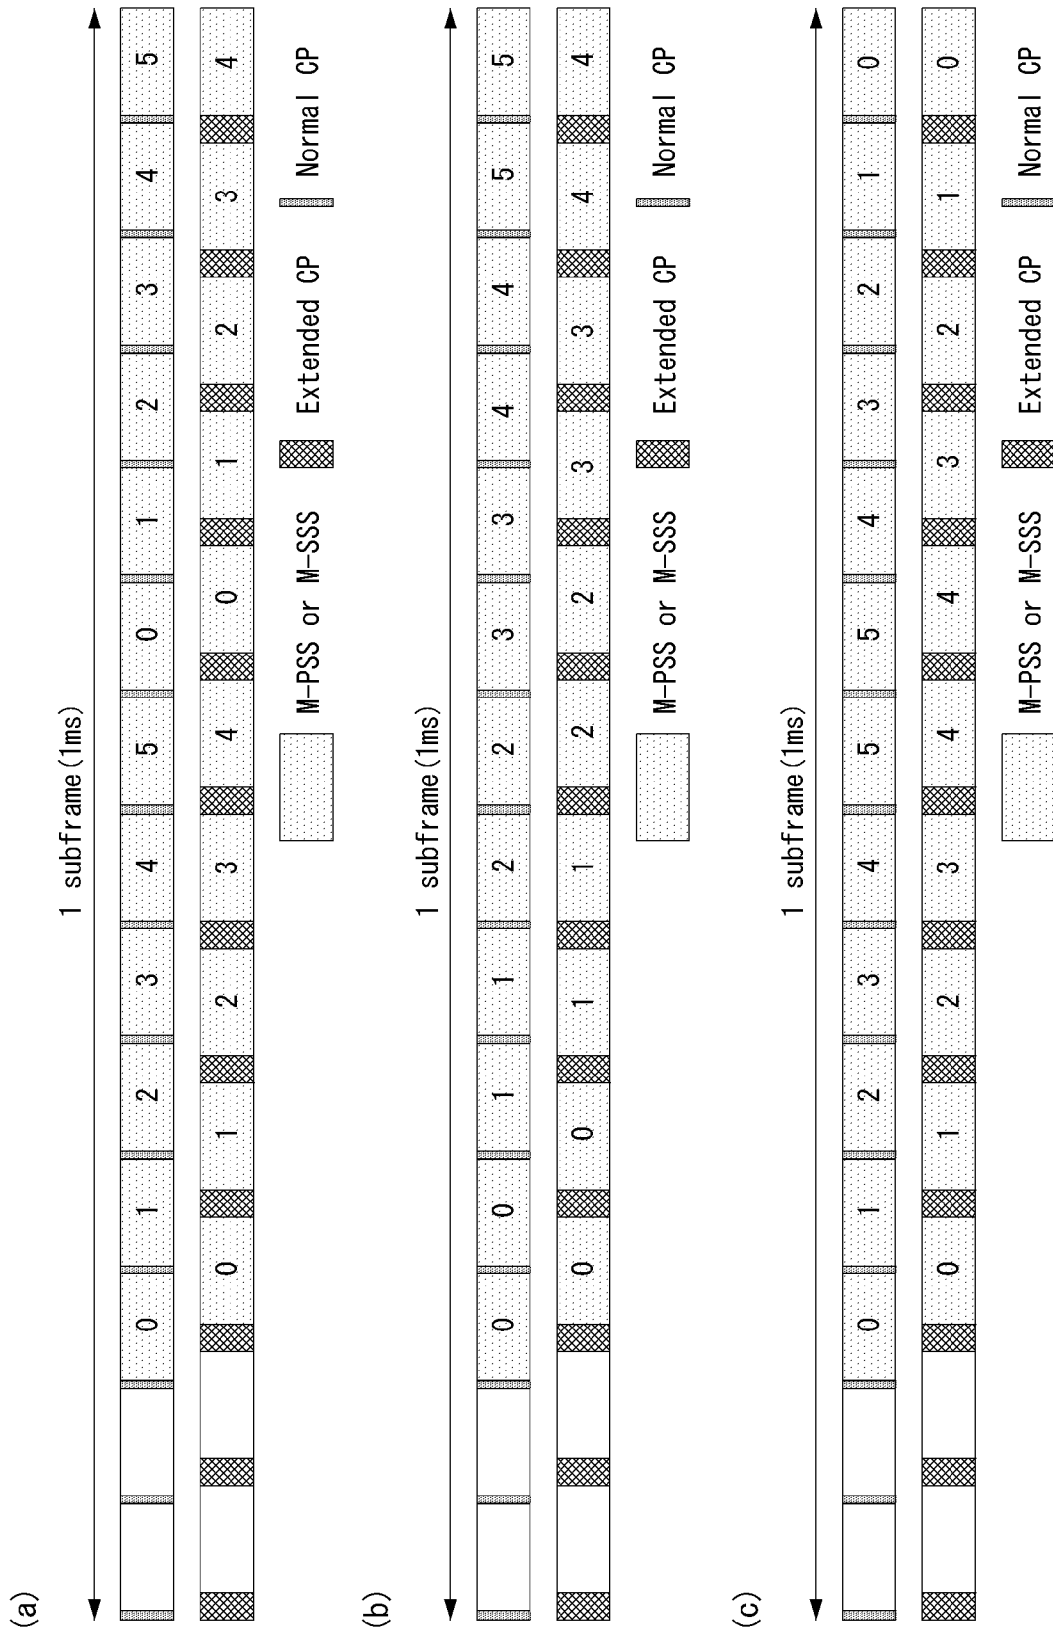 (a)
1 subframe(1ms)
0 1 2 3 4 5 0 1 2 3 4 5
0 1 2 3 4 0 1 2 3 4
M-PSS or M-SSS Extended CP Normal CP
(b)
1 subframe(1ms)
0 0 1 1 2 2 3 3 4 4 5 5
0 0 1 1 2 2 3 3 4 4
M-PSS or M-SSS Extended CP Normal CP
(c)
1 subframe(1ms)
0 1 2 3 4 5 5 4 3 2 1 0
0 1 2 3 4 4 3 2 1 0
M-PSS or M-SSS Extended CP Normal CP